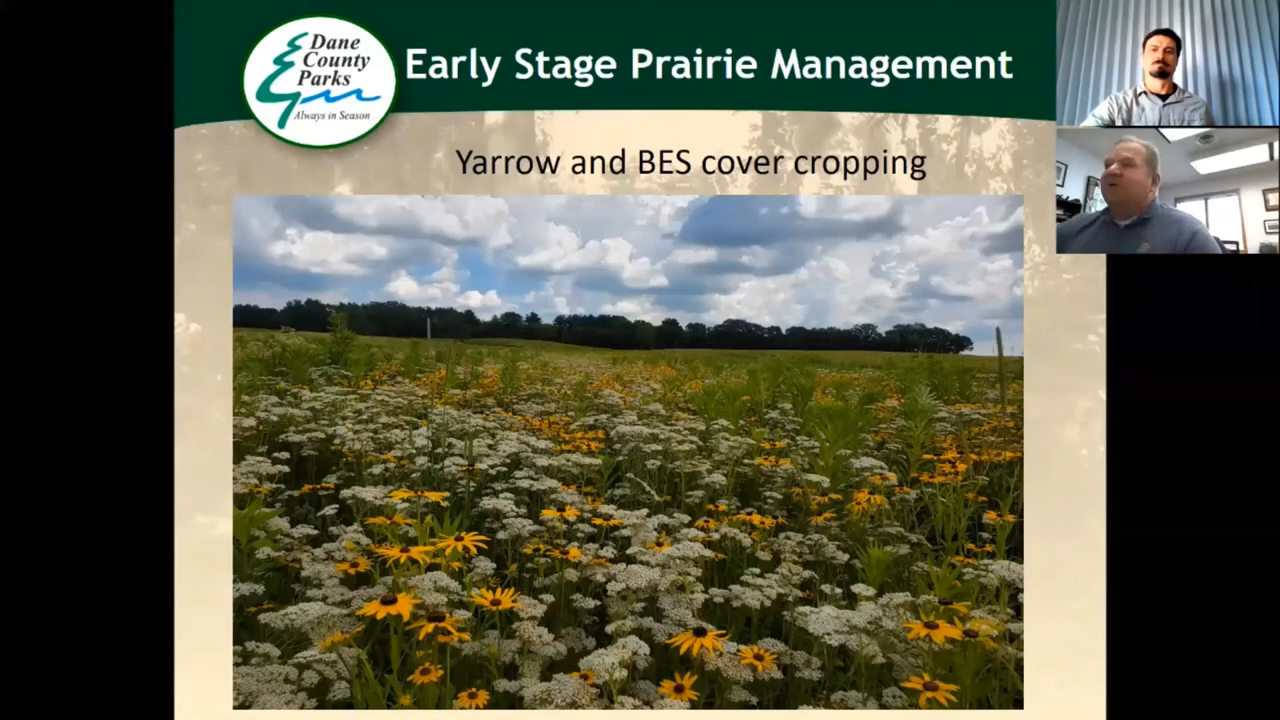 Dane
County
Parks
Always in Season
Early Stage Prairie Management
Yarrow and BES cover cropping